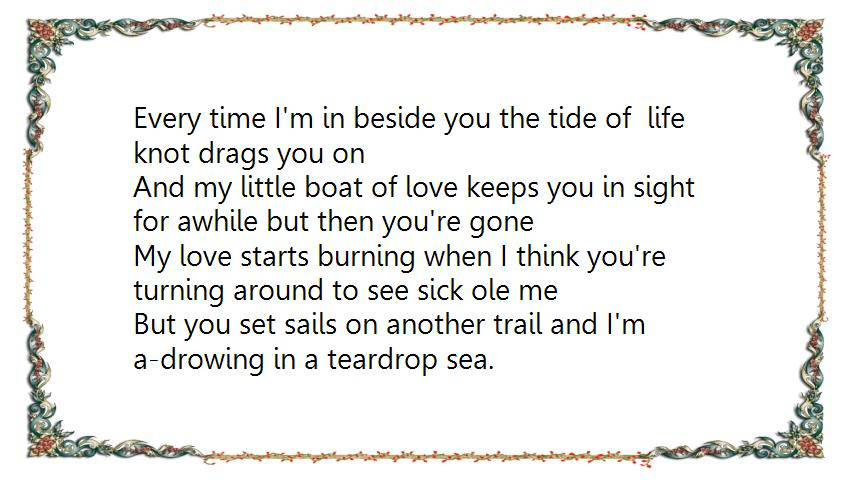 Every time I'm in beside you the tide of  life
knot drags you on
And my little boat of love keeps you in sight
for awhile but then you're gone
My love starts burning when I think you're
turning around to see sick ole me
But you set sails on another trail and I'm
a-drowing in a teardrop sea.